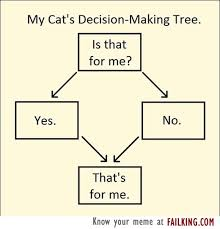 My Cat's Decision-Making Tree.
Is that
for me?
Yes.
No.
That's
for me.
Know your meme at FAILKING.COM